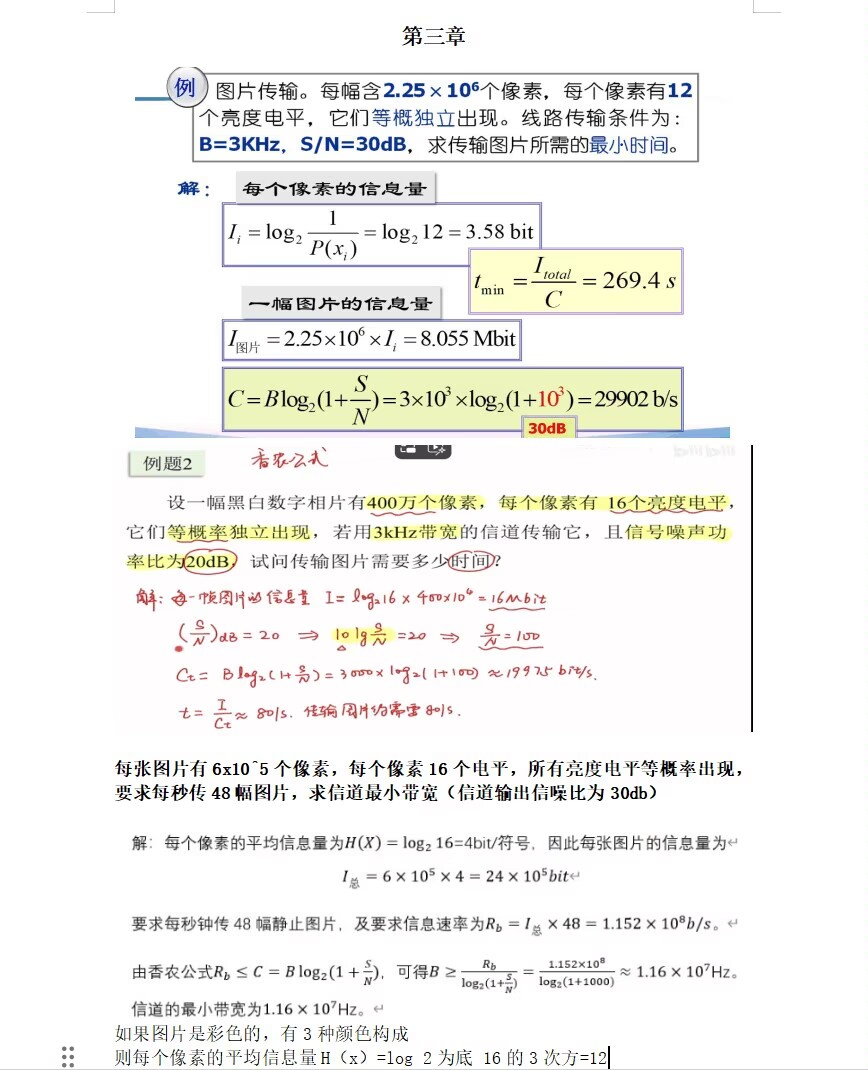 第三章
例 图片传输。每幅含2.25×10⁶个像素，每个像素有12
个亮度电平，它们等概独立出现。线路传输条件为：
B=3KHz，S/N=30dB，求传输图片所需的最小时间。
解： 每个像素的信息量
I_i = log₂ 1/P(x_i) = log₂ 12 = 3.58 bit
t_min = I_total/C = 269.4 s
一幅图片的信息量
I_图片 = 2.25×10⁶ × I_i = 8.055 Mbit
C=Blog₂(1+S/N)=3×10³×log₂(1+10³)=29902 b/s
30dB
例题2 香农公式
bilibili
设一幅黑白数字相片有400万个像素，每个像素有 16个亮度电平，
它们等概率独立出现，若用3kHz带宽的信道传输它，且信号噪声功
率比为20dB，试问传输图片需要多少时间?
解：每一帧图片的信息量 I= log₂16 × 400×10⁴ = 16Mbit
(S/N)dB = 20 ⇒ 10 lg S/N =20 ⇒ S/N = 100
Ct = B log₂(1+S/N) = 3000×log₂(1+100) ≈19975 bit/s.
t = I/Ct ≈ 801s. 传输图片约需要801s.
每张图片有 6x10^5 个像素，每个像素 16 个电平，所有亮度电平等概率出现，
要求每秒传 48 幅图片，求信道最小带宽（信道输出信噪比为 30db）
解：每个像素的平均信息量为H(X) = log₂ 16=4bit/符号，因此每张图片的信息量为↵
I_总 = 6 × 10⁵ × 4 = 24 × 10⁵bit↵
要求每秒钟传 48 幅静止图片，及要求信息速率为R_b = I_总 × 48 = 1.152 × 10⁸b/s。↵
由香农公式R_b ≤ C = B log₂(1 + S/N)，可得B ≥ R_b/log₂(1+S/N) = 1.152×10⁸/log₂(1+1000) ≈ 1.16 × 10⁷Hz。
信道的最小带宽为1.16 × 10⁷Hz。↵
如果图片是彩色的，有 3 种颜色构成
则每个像素的平均信息量 H（x）=log 2 为底 16 的 3 次方=12